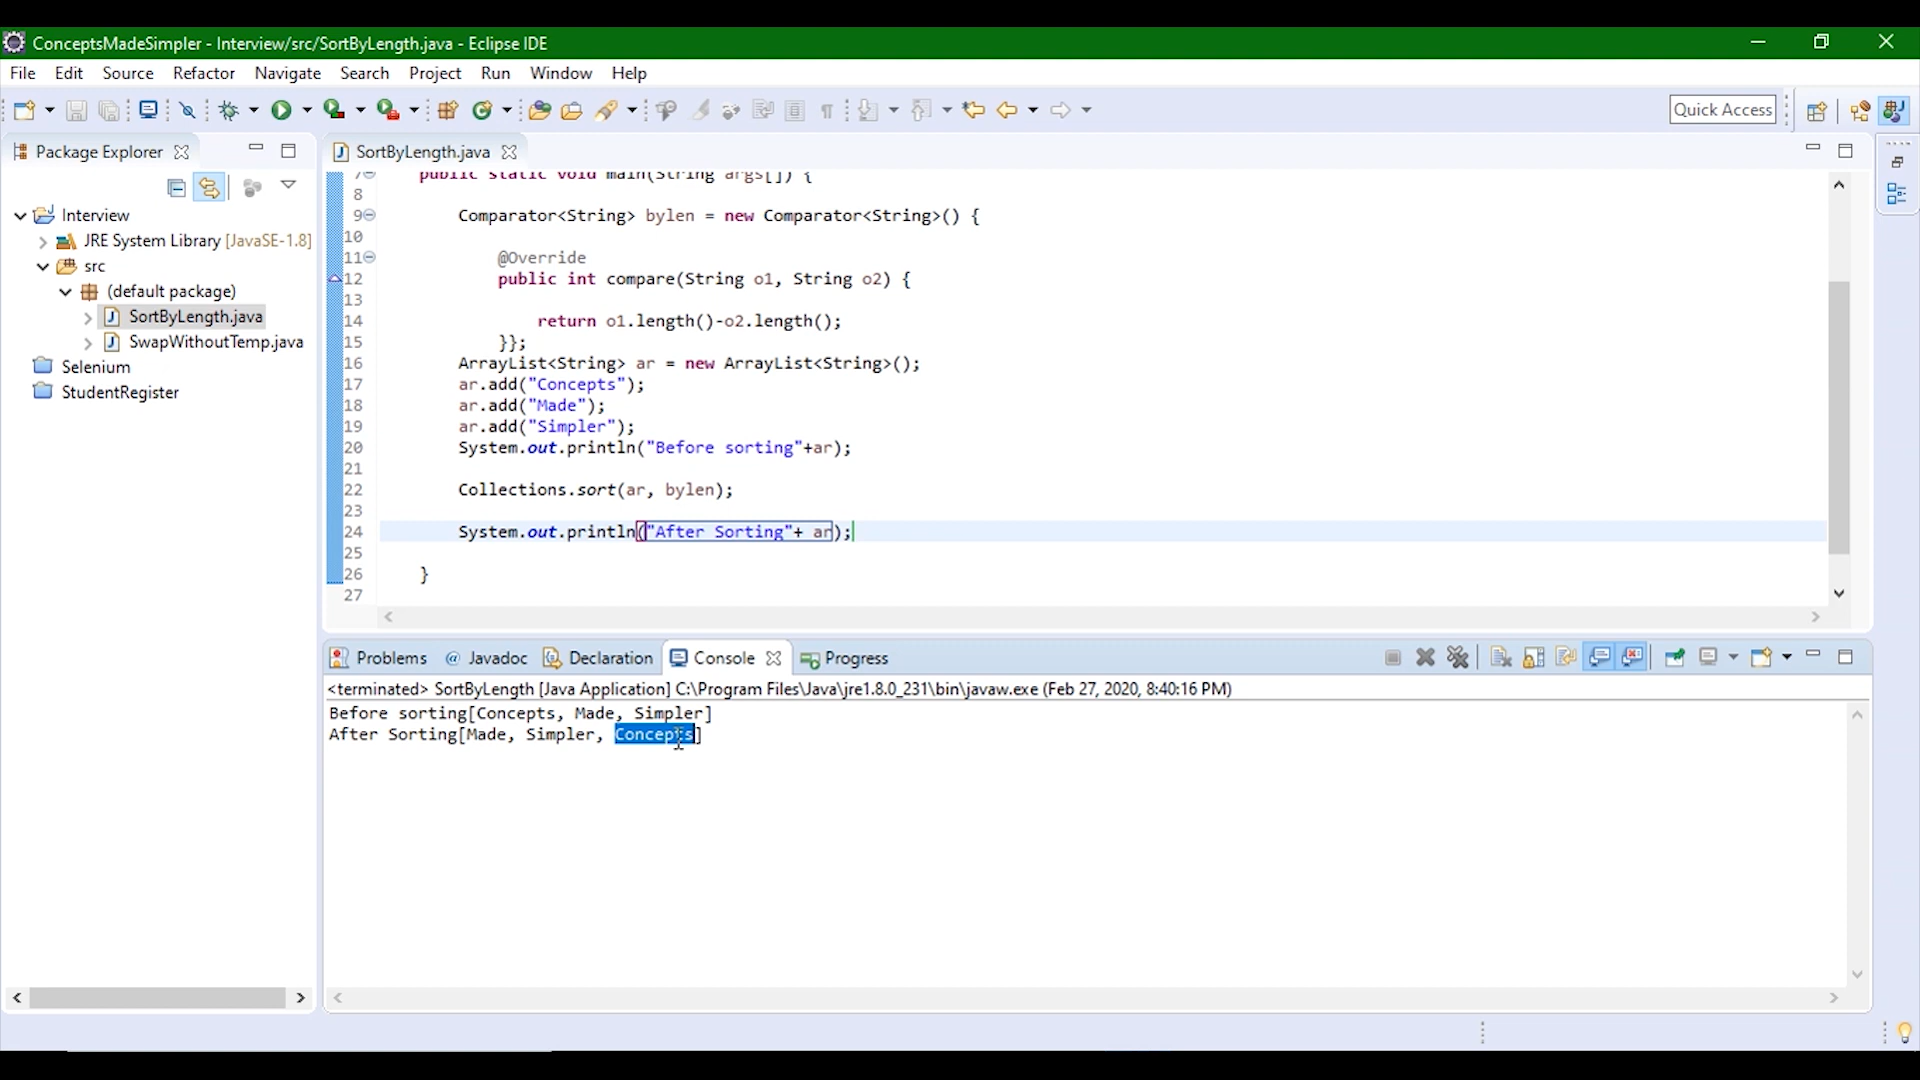 ConceptsMadeSimpler - Interview/src/SortByLength.java - Eclipse IDE
File Edit Source Refactor Navigate Search Project Run Window Help
Quick Access
Package Explorer
Interview
JRE System Library [JavaSE-1.8]
src
(default package)
SortByLength.java
SwapWithoutTemp.java
Selenium
StudentRegister
SortByLength.java
7 public static void main(String args[]) {
8
9 Comparator<String> bylen = new Comparator<String>() {
10
11 @Override
12 public int compare(String o1, String o2) {
13
14 return o1.length()-o2.length();
15 }};
16 ArrayList<String> ar = new ArrayList<String>();
17 ar.add("Concepts");
18 ar.add("Made");
19 ar.add("Simpler");
20 System.out.println("Before sorting"+ar);
21
22 Collections.sort(ar, bylen);
23
24 System.out.println("After Sorting"+ ar);
25
26 }
27
Problems @ Javadoc Declaration Console Progress
<terminated> SortByLength [Java Application] C:\Program Files\Java\jre1.8.0_231\bin\javaw.exe (Feb 27, 2020, 8:40:16 PM)
Before sorting[Concepts, Made, Simpler]
After Sorting[Made, Simpler, Concepts]